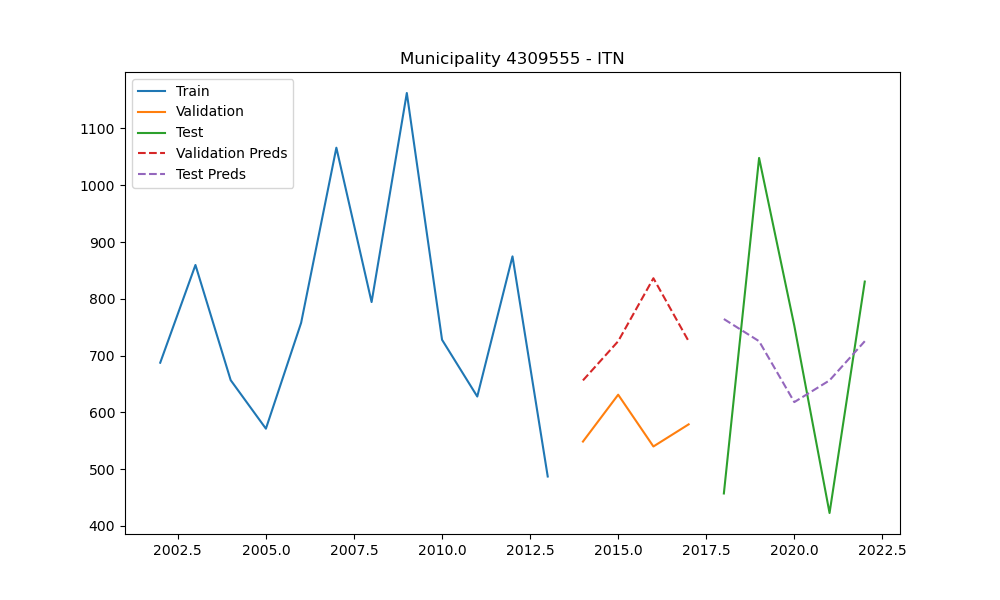 Municipality 4309555 - ITN
Train
Validation
Test
Validation Preds
Test Preds
1100
1000
900
800
700
600
500
400
2002.5 2005.0 2007.5 2010.0 2012.5 2015.0 2017.5 2020.0 2022.5